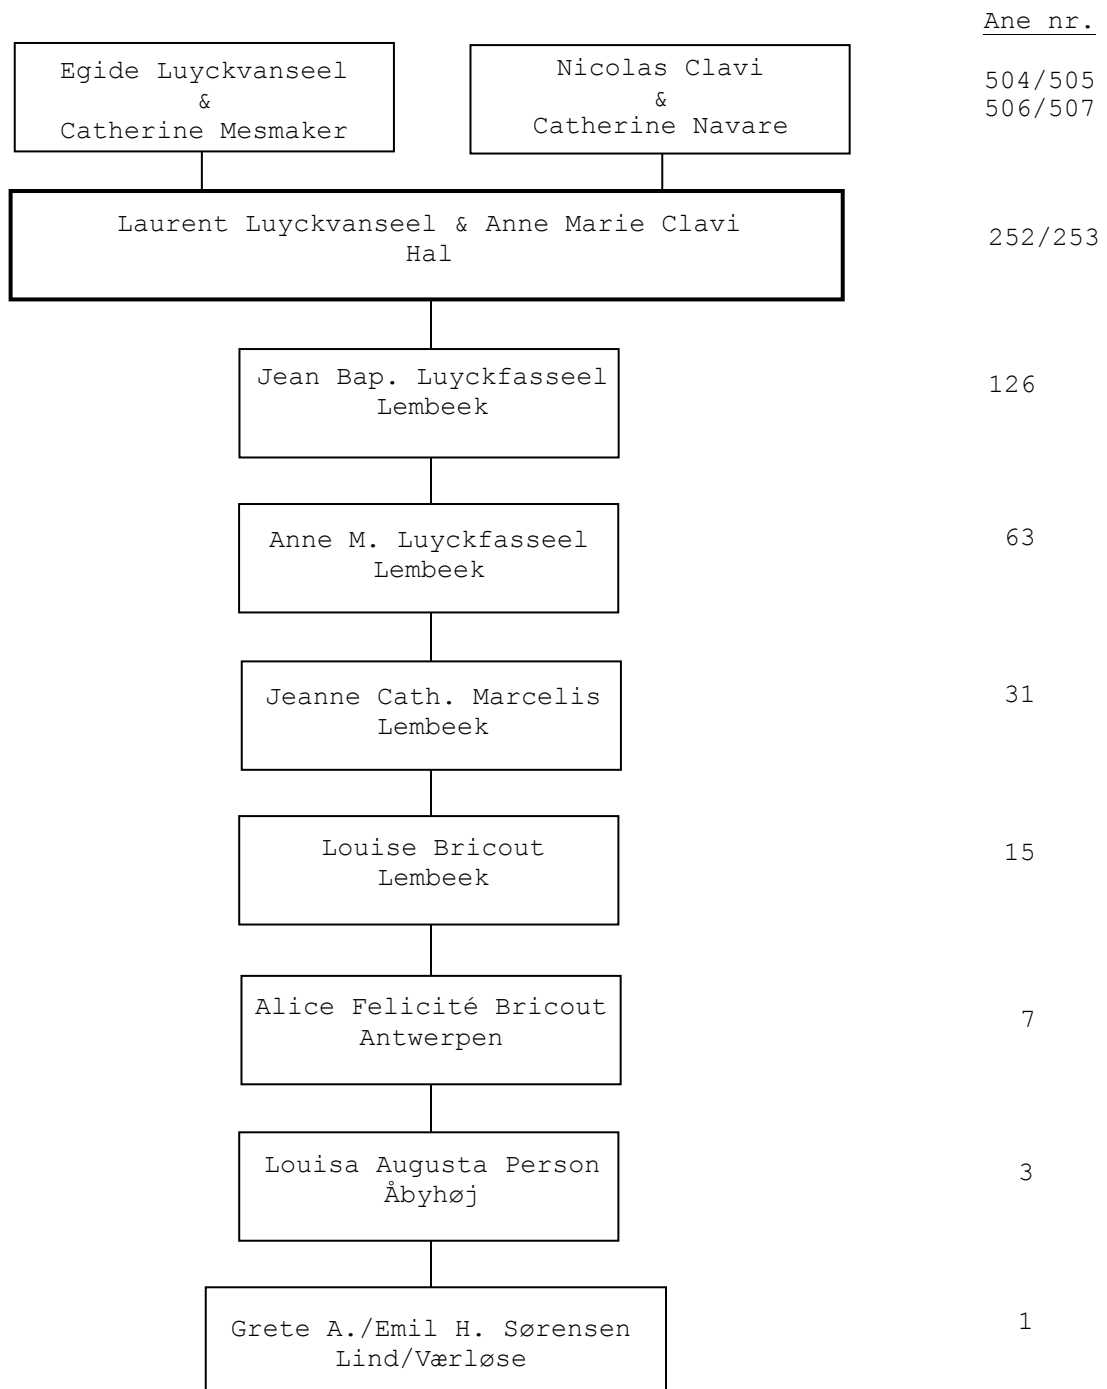 Ane nr.
Egide Luyckvanseel
&
Catherine Mesmaker
Nicolas Clavi
&
Catherine Navare
504/505
506/507
Laurent Luyckvanseel & Anne Marie Clavi
Hal
252/253
Jean Bap. Luyckfasseel
Lembeek
126
Anne M. Luyckfasseel
Lembeek
63
Jeanne Cath. Marcelis
Lembeek
31
Louise Bricout
Lembeek
15
Alice Felicité Bricout
Antwerpen
7
Louisa Augusta Person
Åbyhøj
3
Grete A./Emil H. Sørensen
Lind/Værløse
1